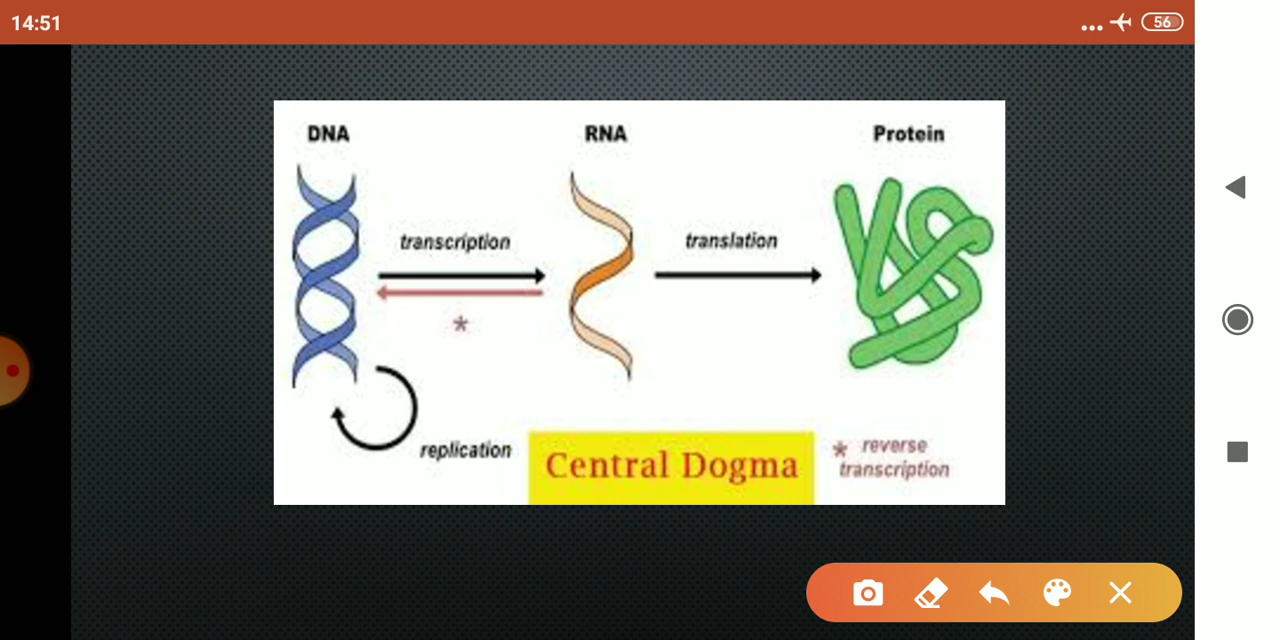 14:51
56
DNA
RNA
Protein
transcription
translation
*
replication
Central Dogma
* reverse
transcription